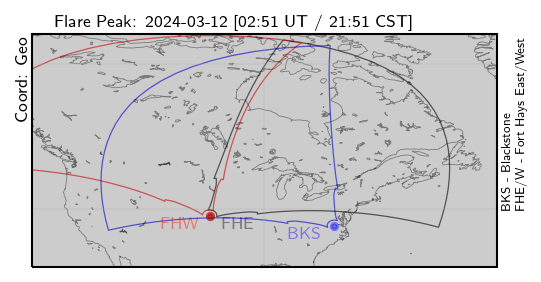 Flare Peak: 2024-03-12 [02:51 UT / 21:51 CST]
Coord: Geo
FHW
FHE
BKS
BKS - Blackstone
FHE/W - Fort Hays East/West